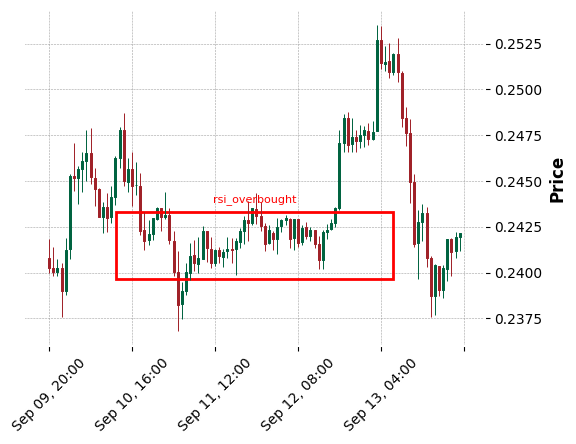 0.2525
0.2500
0.2475
0.2450
0.2425
0.2400
0.2375
Price
rsi_overbought
Sep 09, 20:00
Sep 10, 16:00
Sep 11, 12:00
Sep 12, 08:00
Sep 13, 04:00